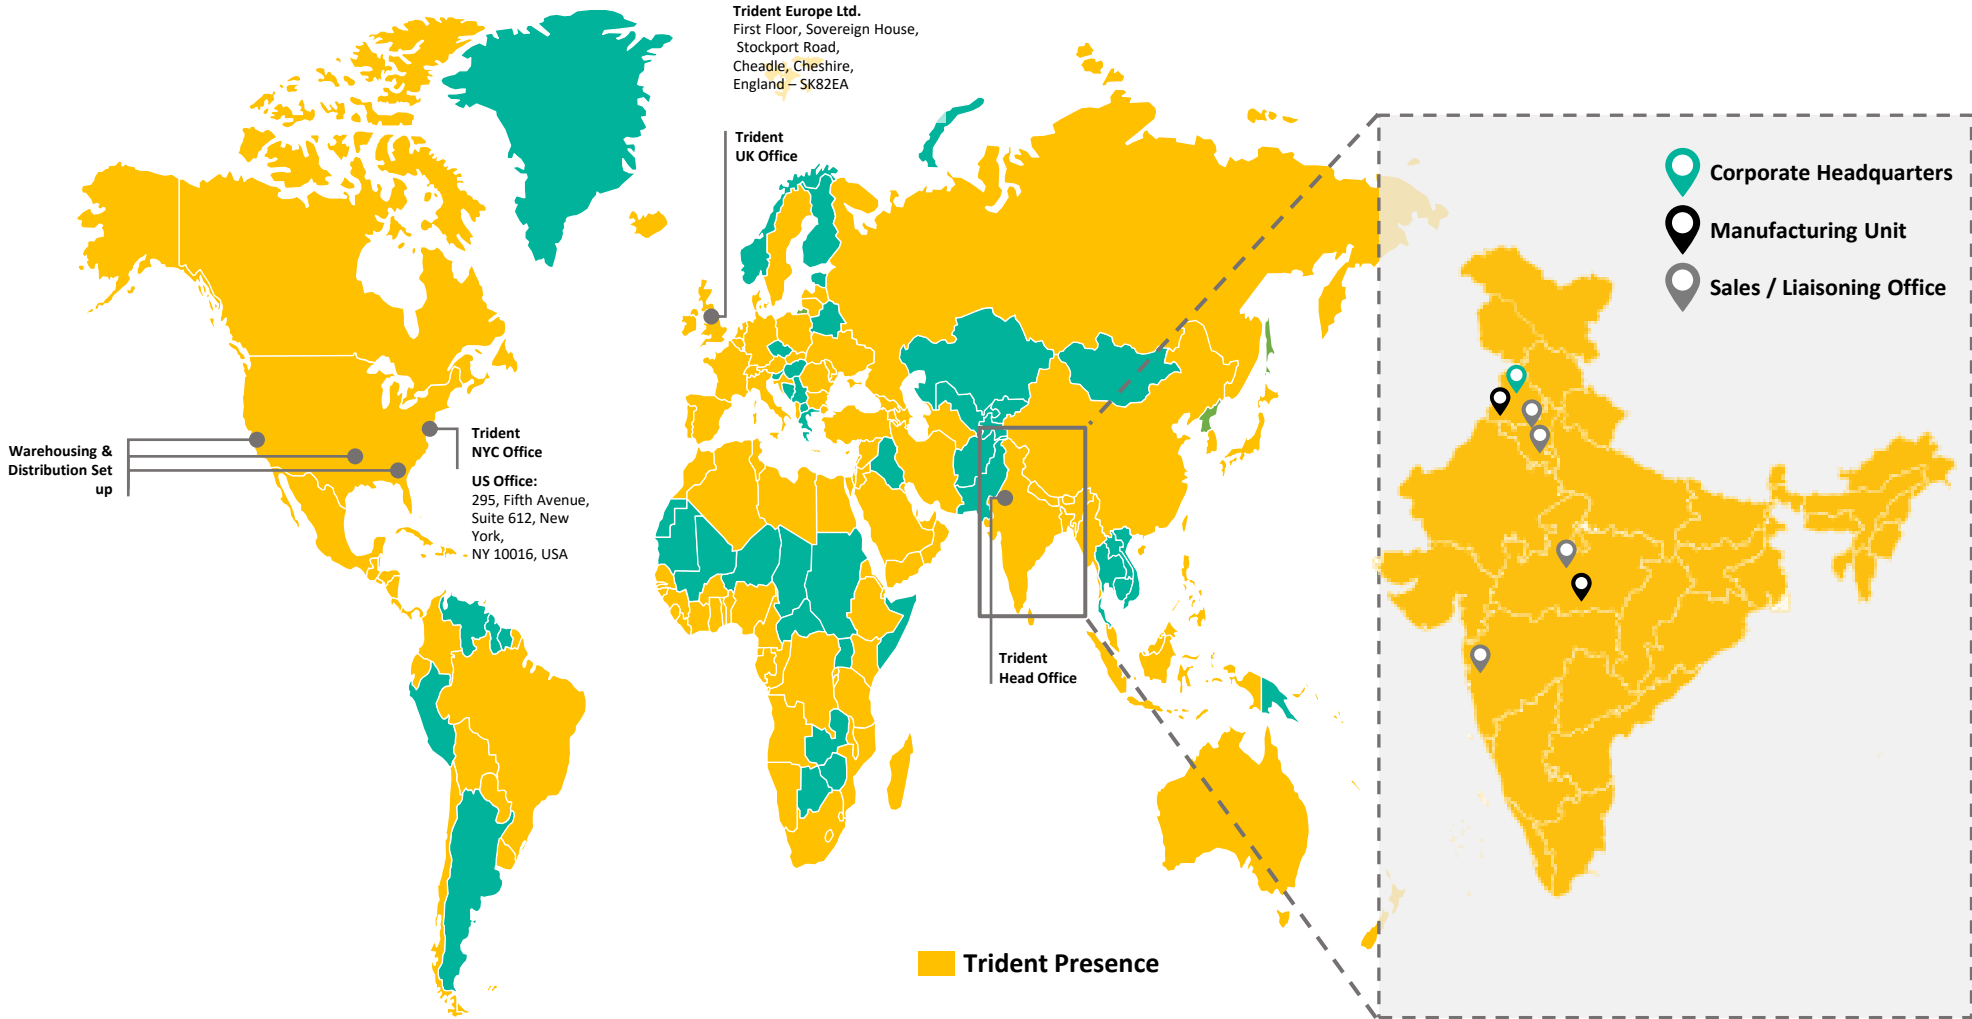 Trident Europe Ltd.
First Floor, Sovereign House,
Stockport Road,
Cheadle, Cheshire,
England – SK82EA
Trident
UK Office
Corporate Headquarters
Manufacturing Unit
Sales / Liaisoning Office
Warehousing &
Distribution Set
up
Trident
NYC Office
US Office:
295, Fifth Avenue,
Suite 612, New
York,
NY 10016, USA
Trident
Head Office
Trident Presence